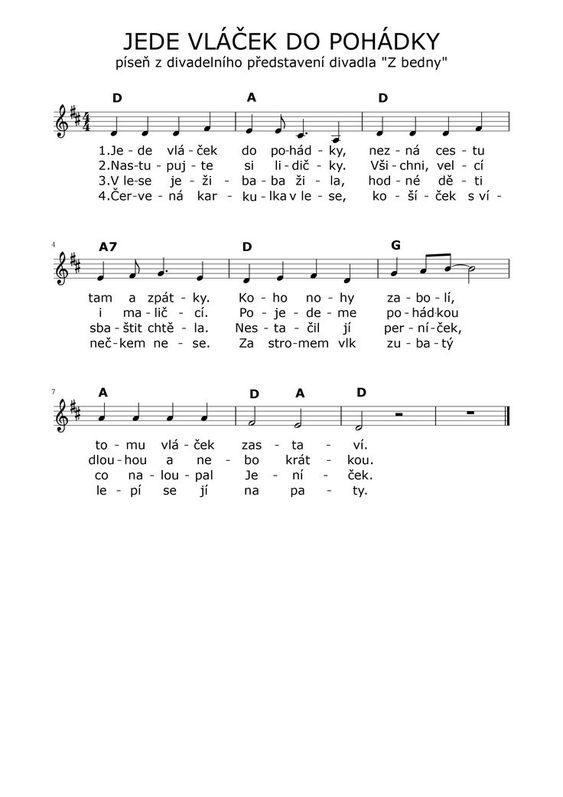 JEDE VLÁČEK DO POHÁDKY
píseň z divadelního představení divadla "Z bedny"
D A D
4
4
1.Je-de vlá-ček do po-hád-ky, nez-ná ces-tu
2.Nas-tu-puj-te si li-dič-ky. Vši-chni, vel-cí
3.V le-se je-ži-ba-ba ži-la, hod-né dě-ti
4.Čer-ve-ná kar-ku-lka v le-se, ko-ší-ček s ví-
4 A7 D G
tam a zpát-ky. Ko-ho no-hy za-bo-lí,
i ma-lič-cí. Po-je-de-me po-hád-kou
sba-štit chtě-la. Nes-ta-čil jí per-ní-ček,
neč-kem ne-se. Za stro-mem vlk zu-ba-tý
7 A D A D
to-mu vlá-ček zas-ta-ví.
dlou-hou a ne-bo krát-kou.
co na-lou-pal Je-ní-ček.
le-pí se jí na pa-ty.